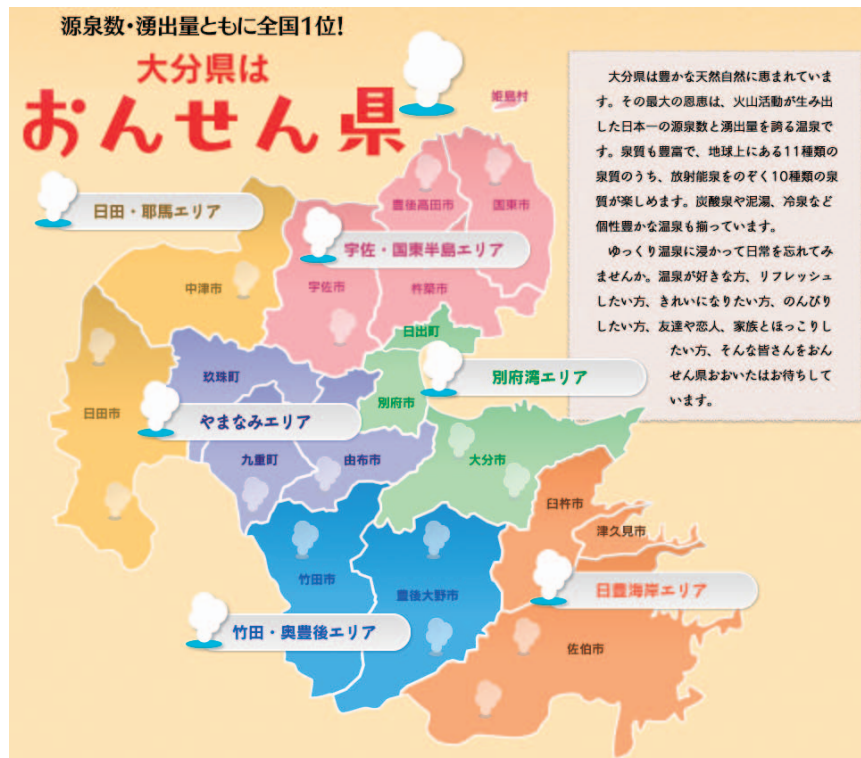 源泉数・湧出量ともに全国1位!
大分県は
おんせん県
大分県は豊かな天然自然に恵まれていま
す。その最大の恩恵は、火山活動が生み出
した日本一の源泉数と湧出量を誇る温泉で
す。泉質も豊富で、地球上にある11種類の
泉質のうち、放射能泉をのぞく10種類の泉
質が楽しめます。炭酸泉や泥湯、冷泉など
個性豊かな温泉も揃っています。
ゆっくり温泉に浸かって日常を忘れてみ
ませんか。温泉が好きな方、リフレッシュ
したい方、きれいになりたい方、のんびり
したい方、友達や恋人、家族とほっこりし
たい方、そんな皆さんをおん
せん県おおいたはお待ちして
います。
姫島村
日田・耶馬エリア
豊後高田市
国東市
宇佐・国東半島エリア
中津市
宇佐市
杵築市
日出町
玖珠町
別府湾エリア
別府市
日田市
やまなみエリア
九重町
由布市
大分市
臼杵市
津久見市
竹田市
豊後大野市
日豊海岸エリア
竹田・奥豊後エリア
佐伯市